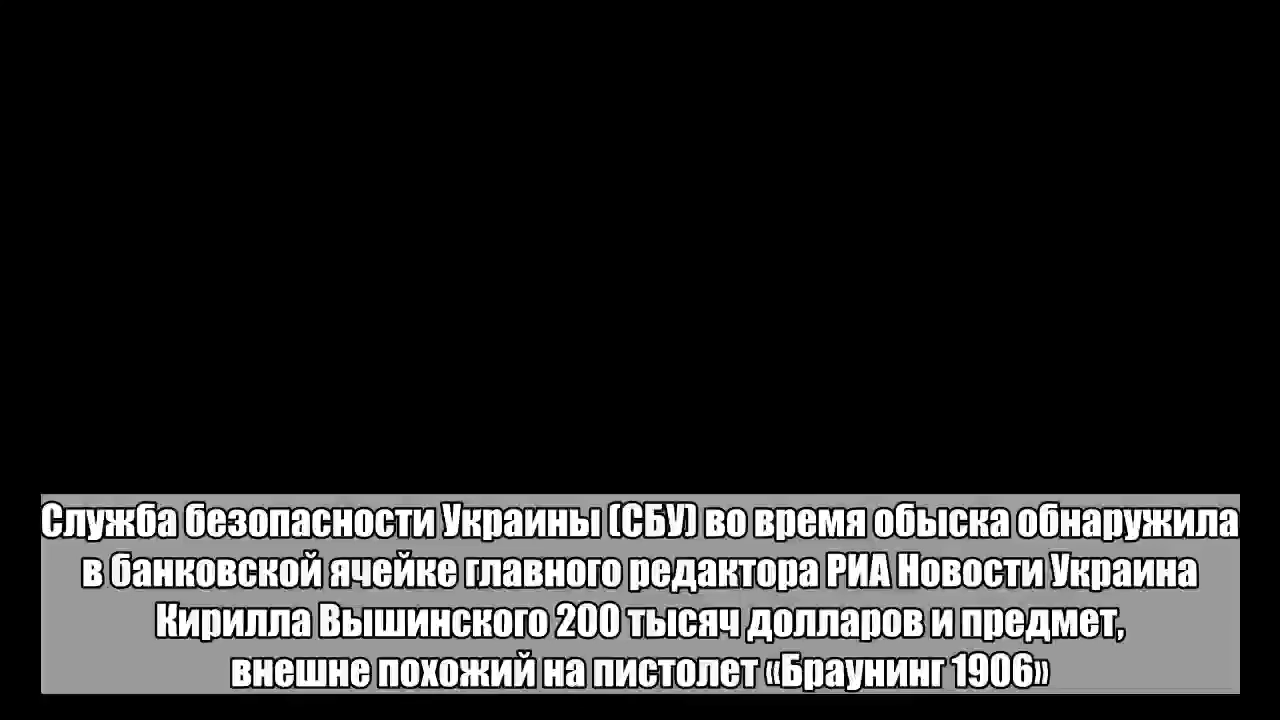 Служба безопасности Украины (СБУ) во время обыска обнаружила
в банковской ячейке главного редактора РИА Новости Украина
Кирилла Вышинского 200 тысяч долларов и предмет,
внешне похожий на пистолет «Браунинг 1906»